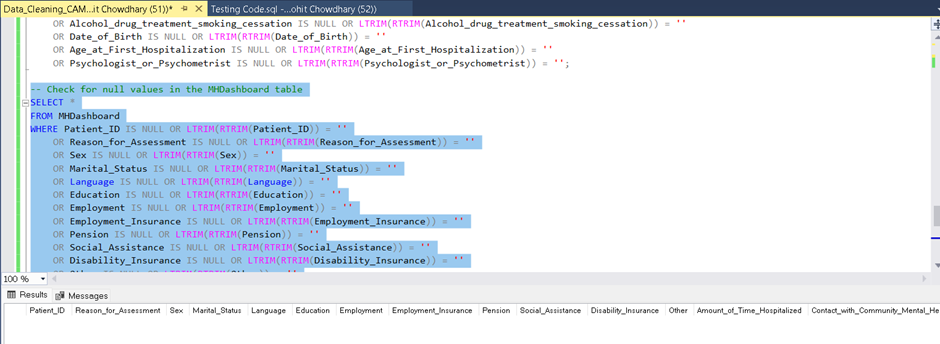 Data_Cleaning_CAM...it Chowdhary (51))* Testing Code.sql -...ohit Chowdhary (52))
OR Alcohol_drug_treatment_smoking_cessation IS NULL OR LTRIM(RTRIM(Alcohol_drug_treatment_smoking_cessation)) = ''
OR Date_of_Birth IS NULL OR LTRIM(RTRIM(Date_of_Birth)) = ''
OR Age_at_First_Hospitalization IS NULL OR LTRIM(RTRIM(Age_at_First_Hospitalization)) = ''
OR Psychologist_or_Psychometrist IS NULL OR LTRIM(RTRIM(Psychologist_or_Psychometrist)) = '';
-- Check for null values in the MHDashboard table
SELECT *
FROM MHDashboard
WHERE Patient_ID IS NULL OR LTRIM(RTRIM(Patient_ID)) = ''
OR Reason_for_Assessment IS NULL OR LTRIM(RTRIM(Reason_for_Assessment)) = ''
OR Sex IS NULL OR LTRIM(RTRIM(Sex)) = ''
OR Marital_Status IS NULL OR LTRIM(RTRIM(Marital_Status)) = ''
OR Language IS NULL OR LTRIM(RTRIM(Language)) = ''
OR Education IS NULL OR LTRIM(RTRIM(Education)) = ''
OR Employment IS NULL OR LTRIM(RTRIM(Employment)) = ''
OR Employment_Insurance IS NULL OR LTRIM(RTRIM(Employment_Insurance)) = ''
OR Pension IS NULL OR LTRIM(RTRIM(Pension)) = ''
OR Social_Assistance IS NULL OR LTRIM(RTRIM(Social_Assistance)) = ''
OR Disability_Insurance IS NULL OR LTRIM(RTRIM(Disability_Insurance)) = ''
100 %
Results Messages
Patient_ID Reason_for_Assessment Sex Marital_Status Language Education Employment Employment_Insurance Pension Social_Assistance Disability_Insurance Other Amount_of_Time_Hospitalized Contact_with_Community_Mental_He